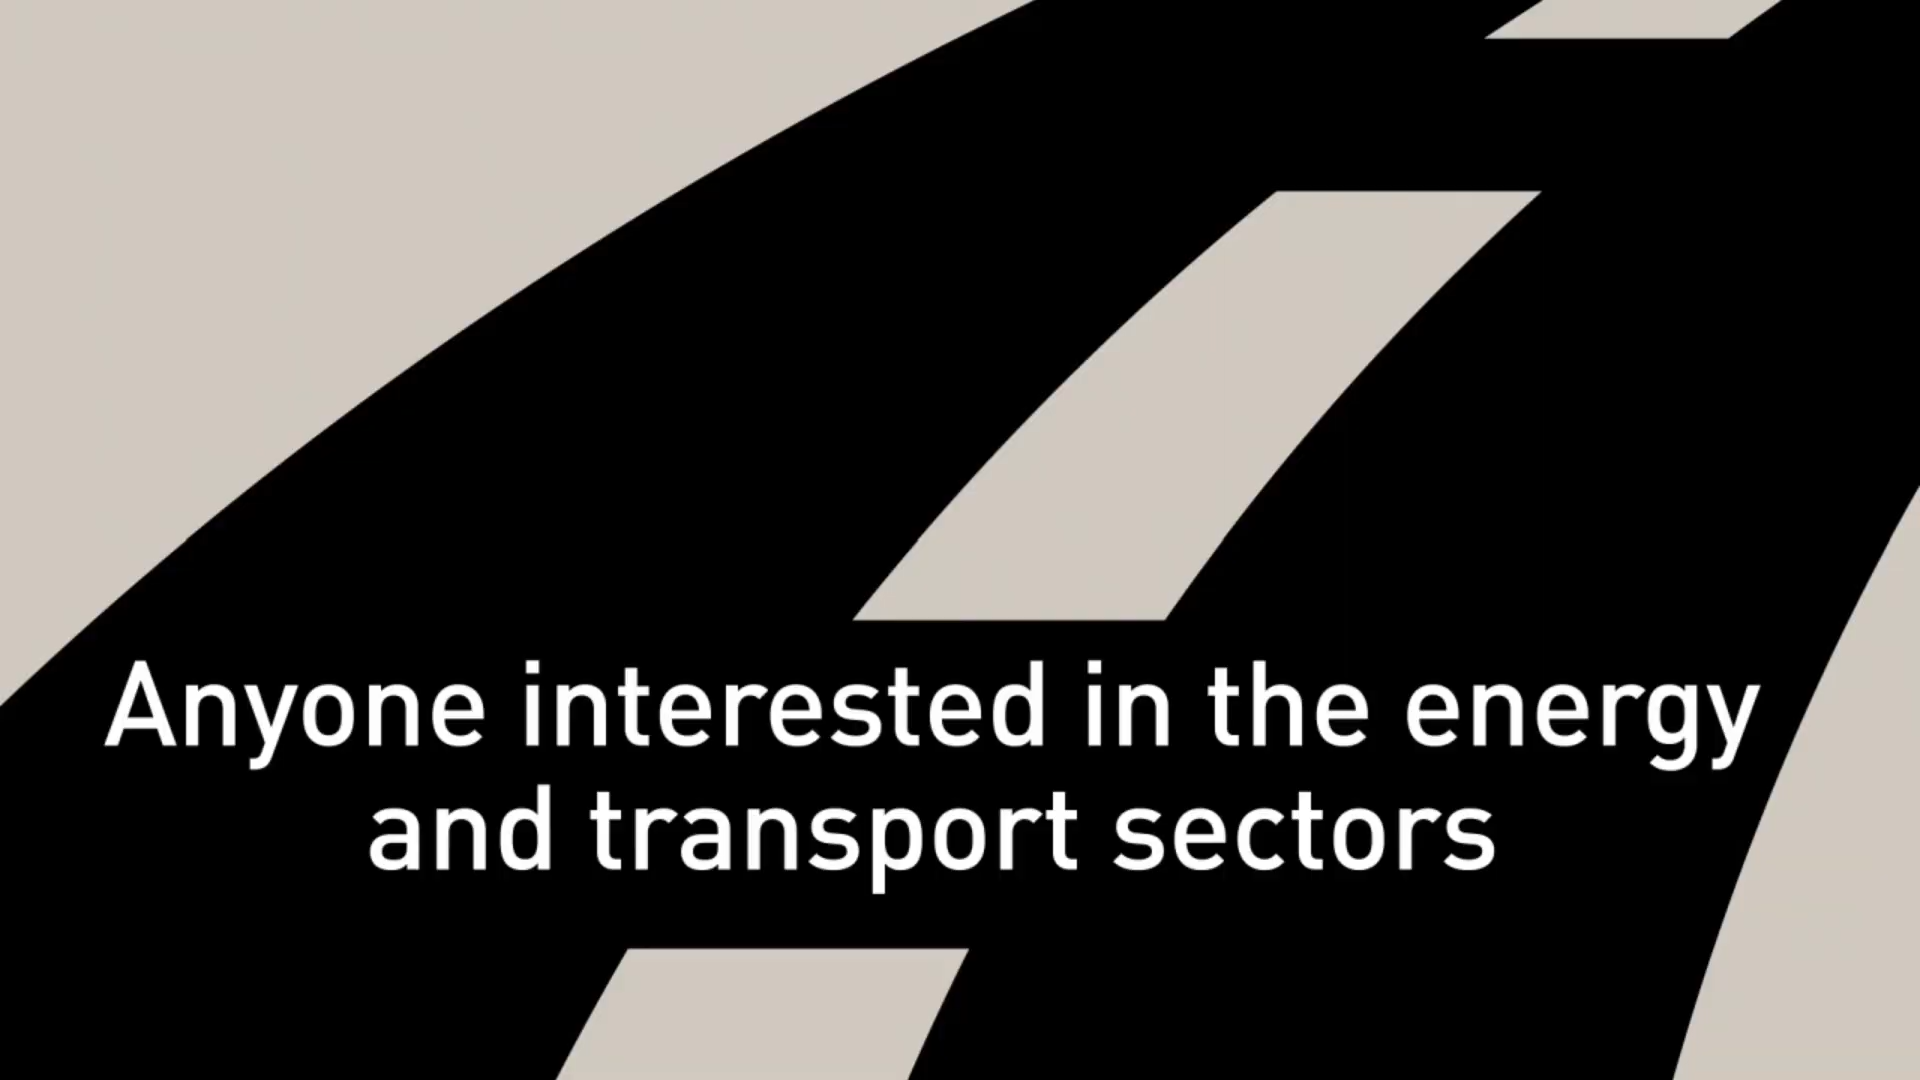 Anyone interested in the energy
and transport sectors